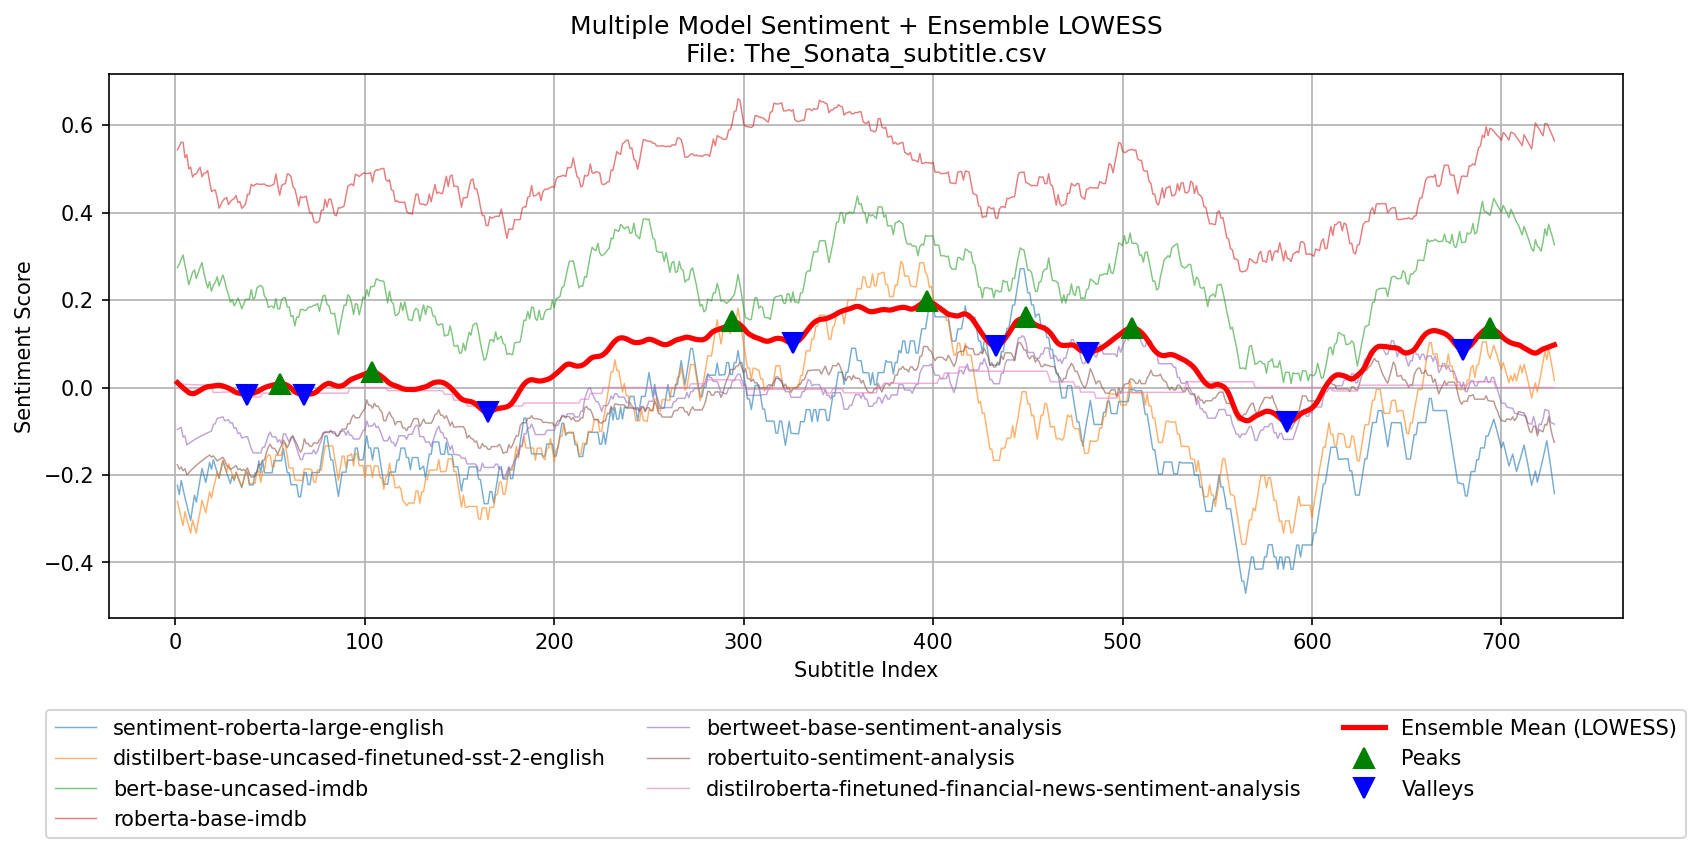 Multiple Model Sentiment + Ensemble LOWESS
File: The_Sonata_subtitle.csv
Sentiment Score
0.6
0.4
0.2
0.0
−0.2
−0.4
0 100 200 300 400 500 600 700
Subtitle Index
sentiment-roberta-large-english
distilbert-base-uncased-finetuned-sst-2-english
bert-base-uncased-imdb
roberta-base-imdb
bertweet-base-sentiment-analysis
robertuito-sentiment-analysis
distilroberta-finetuned-financial-news-sentiment-analysis
Ensemble Mean (LOWESS)
Peaks
Valleys